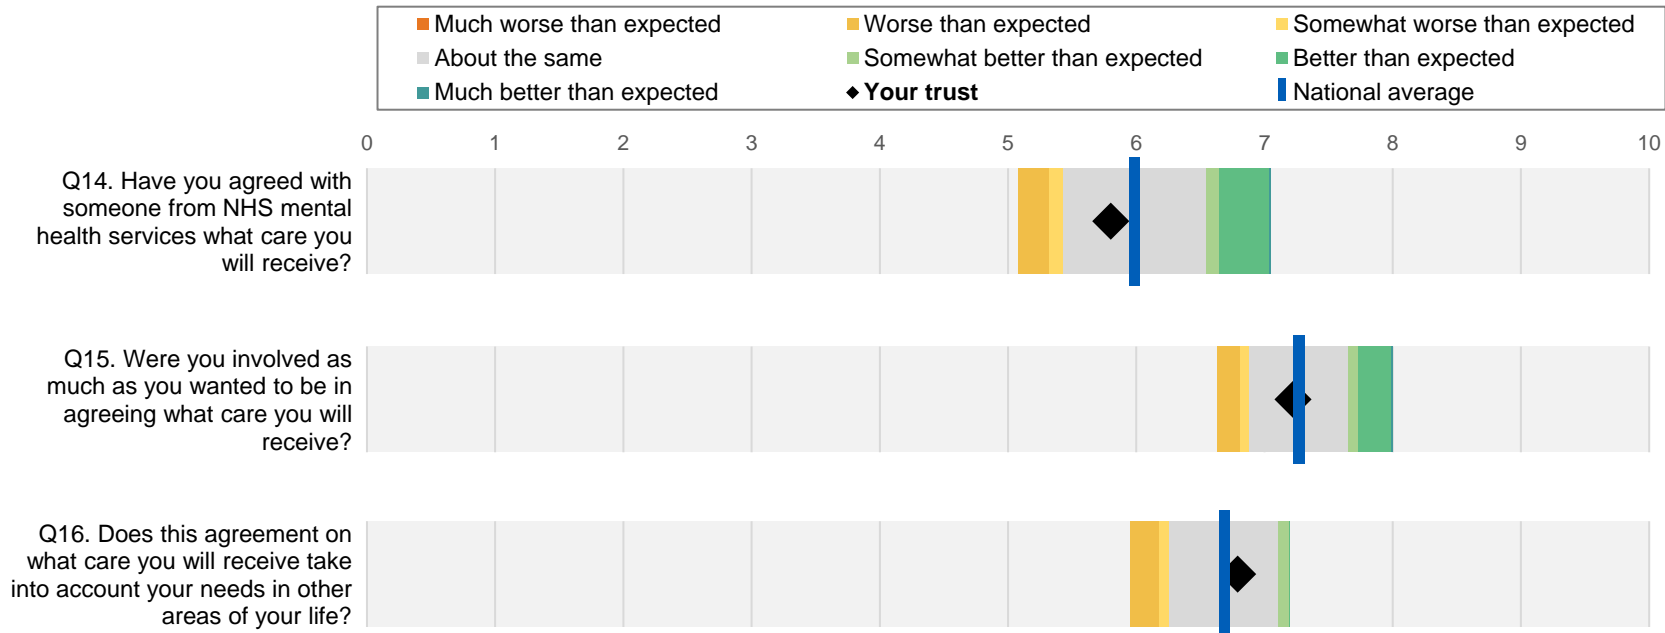 Much worse than expected Worse than expected Somewhat worse than expected
About the same Somewhat better than expected Better than expected
Much better than expected Your trust National average
0 1 2 3 4 5 6 7 8 9 10
Q14. Have you agreed with
someone from NHS mental
health services what care you
will receive?
Q15. Were you involved as
much as you wanted to be in
agreeing what care you will
receive?
Q16. Does this agreement on
what care you will receive take
into account your needs in other
areas of your life?